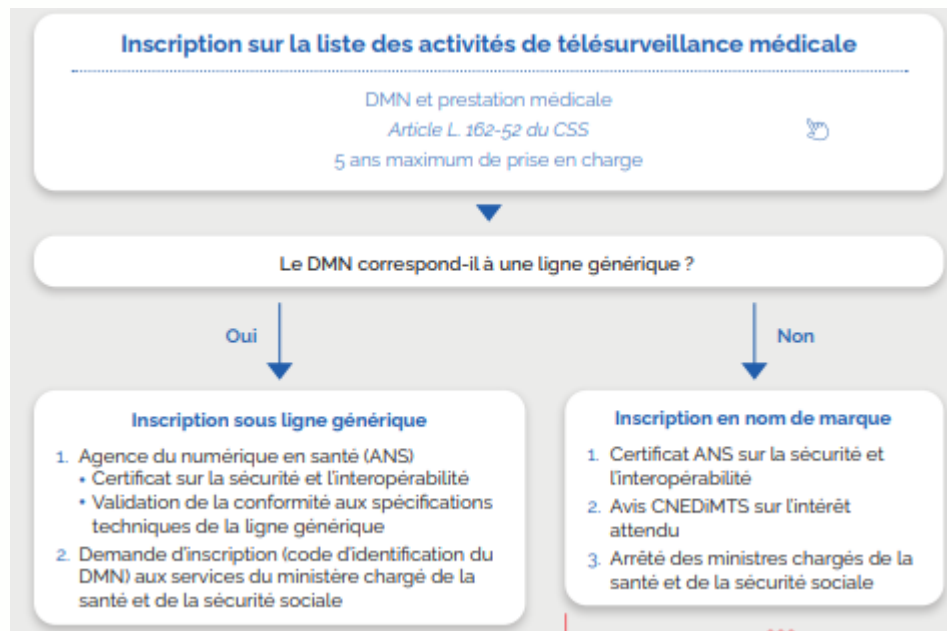 Inscription sur la liste des activités de télésurveillance médicale
DMN et prestation médicale
Article L. 162-52 du CSS
5 ans maximum de prise en charge
Le DMN correspond-il à une ligne générique ?
Oui
Non
Inscription sous ligne générique
1. Agence du numérique en santé (ANS)
• Certificat sur la sécurité et l'interopérabilité
• Validation de la conformité aux spécifications
techniques de la ligne générique
2. Demande d'inscription (code d'identification du
DMN) aux services du ministère chargé de la
santé et de la sécurité sociale
Inscription en nom de marque
1. Certificat ANS sur la sécurité et
l'interopérabilité
2. Avis CNEDiMTS sur l'intérêt
attendu
3. Arrêté des ministres chargés de la
santé et de la sécurité sociale